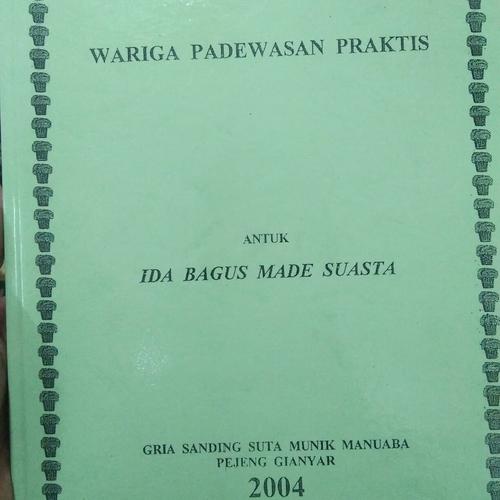 WARIGA PADEWASAN PRAKTIS
ANTUK
IDA BAGUS MADE SUASTA
GRIA SANDING SUTA MUNIK MANUABA
PEJENG GIANYAR
2004